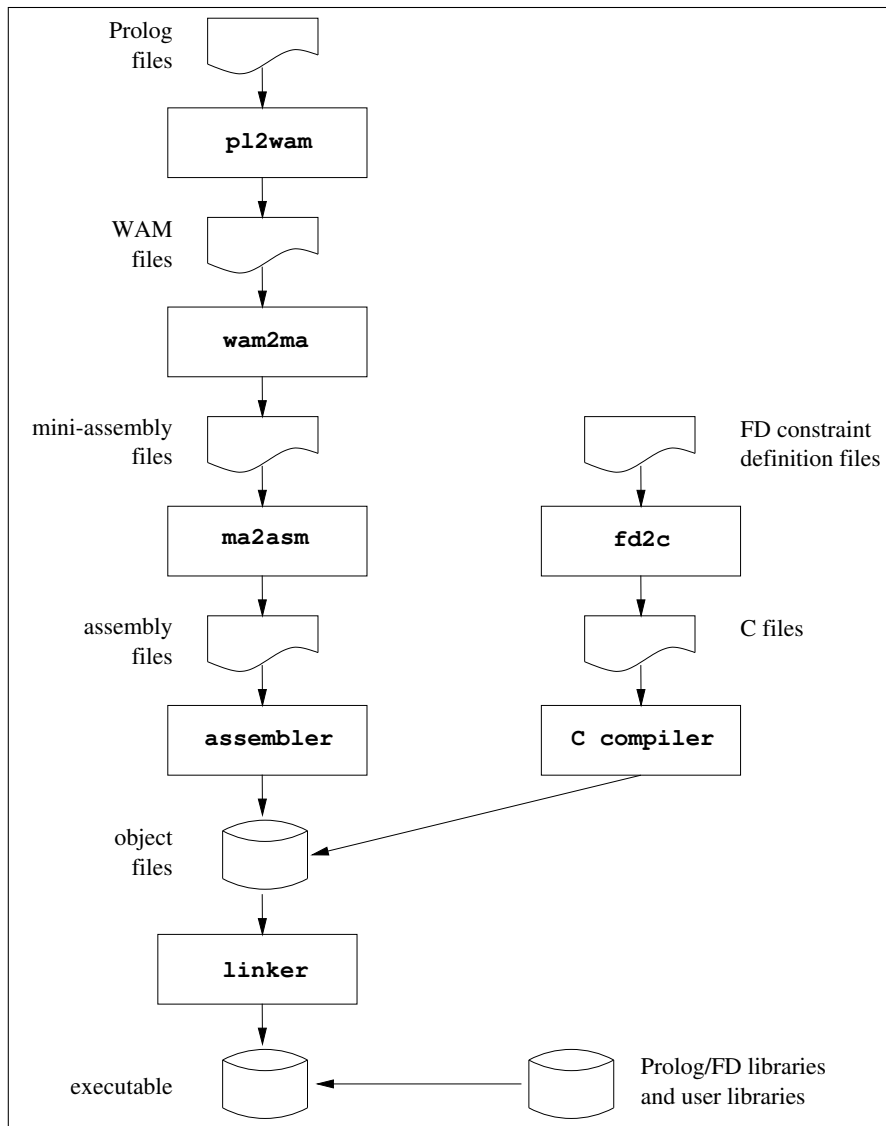 Prolog
files
pl2wam
WAM
files
wam2ma
mini-assembly
files
FD constraint
definition files
ma2asm
fd2c
assembly
files
C files
assembler
C compiler
object
files
linker
executable
Prolog/FD libraries
and user libraries